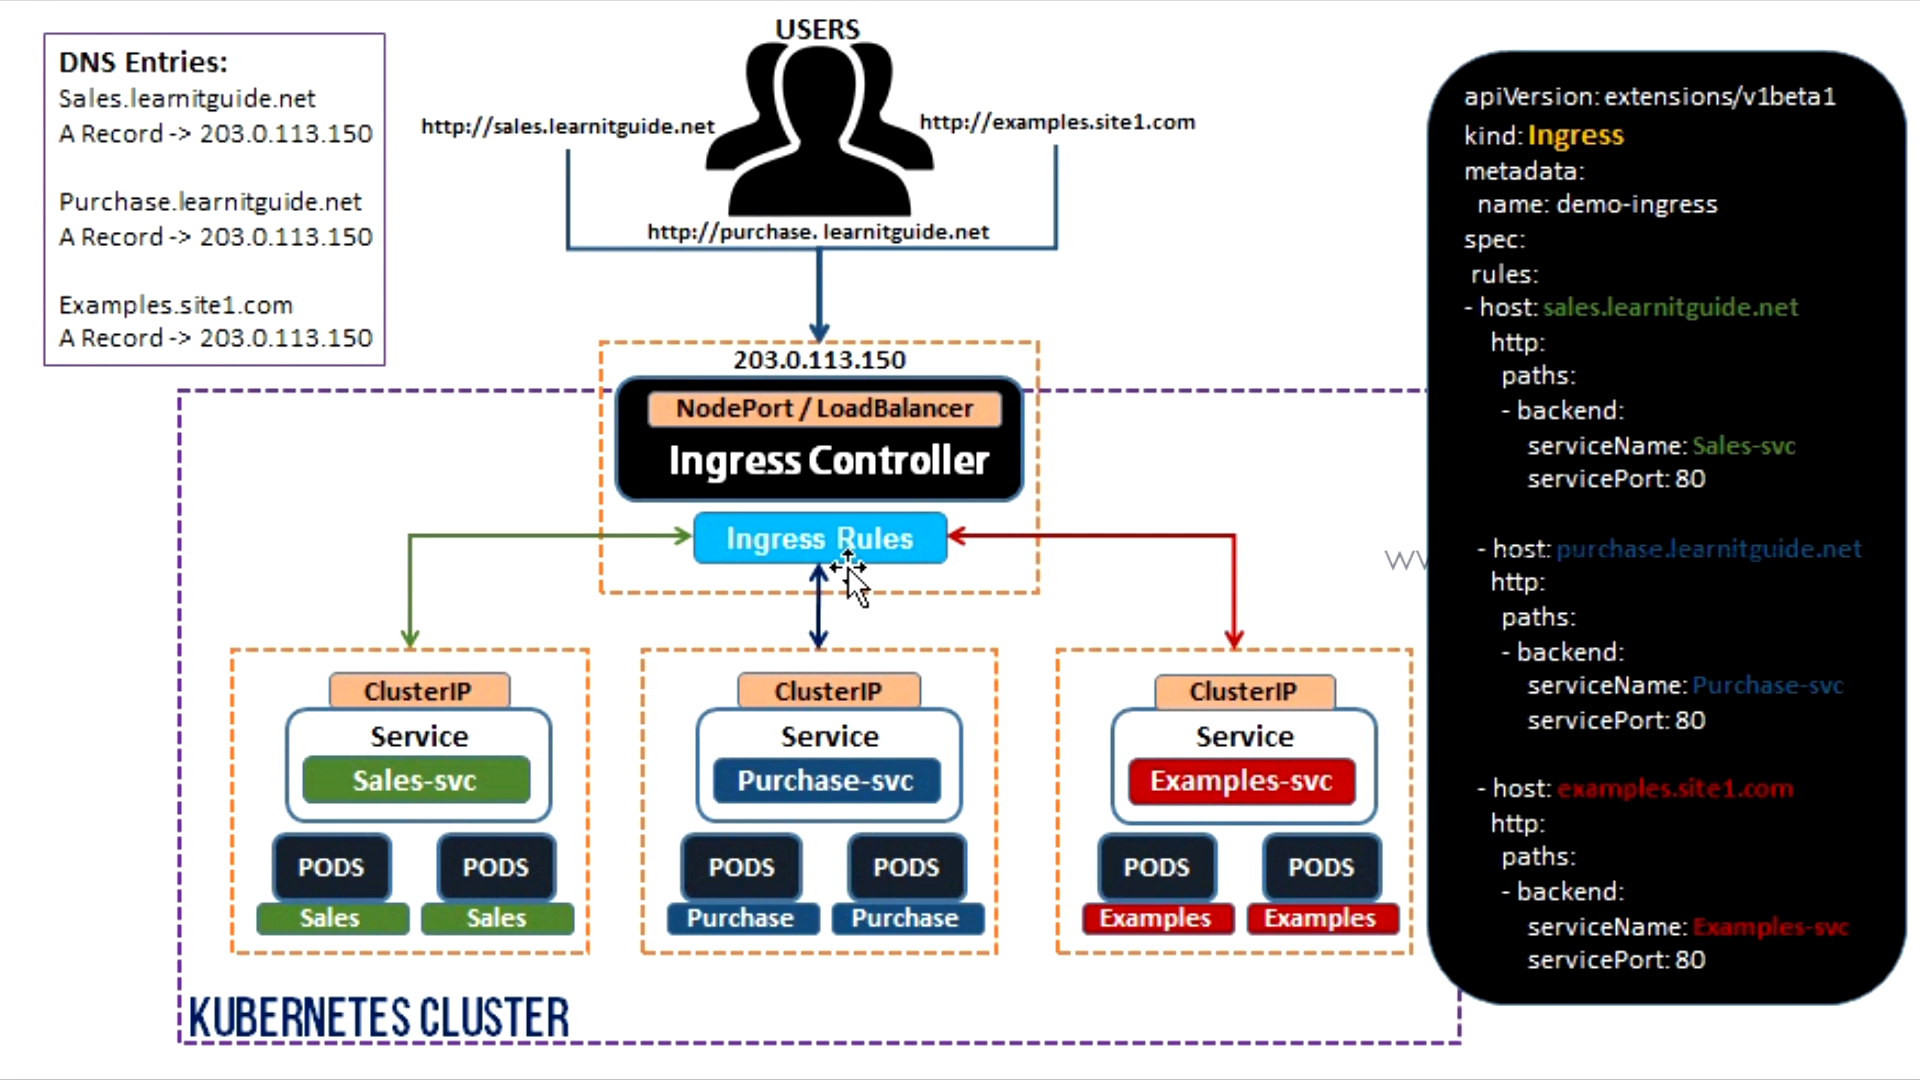 USERS
DNS Entries:
Sales.learnitguide.net
A Record -> 203.0.113.150
Purchase.learnitguide.net
A Record -> 203.0.113.150
Examples.site1.com
A Record -> 203.0.113.150
http://sales.learnitguide.net
http://examples.site1.com
http://purchase. learnitguide.net
203.0.113.150
NodePort / LoadBalancer
Ingress Controller
Ingress Rules
ClusterIP
Service
Sales-svc
PODS
PODS
Sales
Sales
ClusterIP
Service
Purchase-svc
PODS
PODS
Purchase
Purchase
ClusterIP
Service
Examples-svc
PODS
PODS
Examples
Examples
KUBERNETES CLUSTER
apiVersion: extensions/v1beta1
kind: Ingress
metadata:
name: demo-ingress
spec:
rules:
- host: sales.learnitguide.net
http:
paths:
- backend:
serviceName: Sales-svc
servicePort: 80
- host: purchase.learnitguide.net
http:
paths:
- backend:
serviceName: Purchase-svc
servicePort: 80
- host: examples.site1.com
http:
paths:
- backend:
serviceName: Examples-svc
servicePort: 80